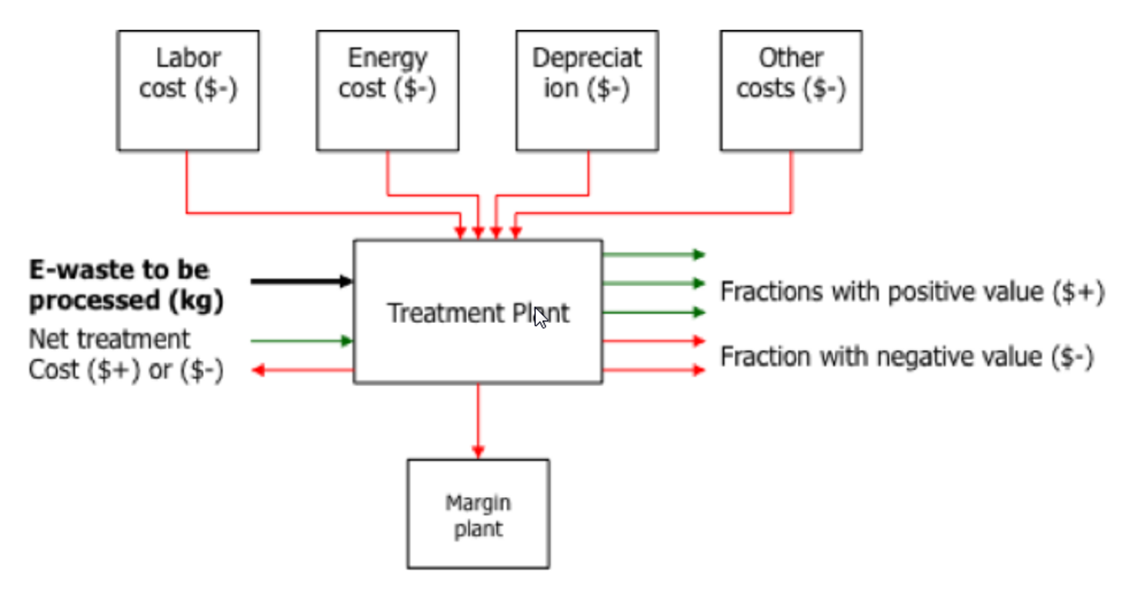 Labor
cost ($-)
Energy
cost ($-)
Depreciat
ion ($-)
Other
costs ($-)
E-waste to be
processed (kg)
Net treatment
Cost ($+) or ($-)
Treatment Plant
Fractions with positive value ($+)
Fraction with negative value ($-)
Margin
plant